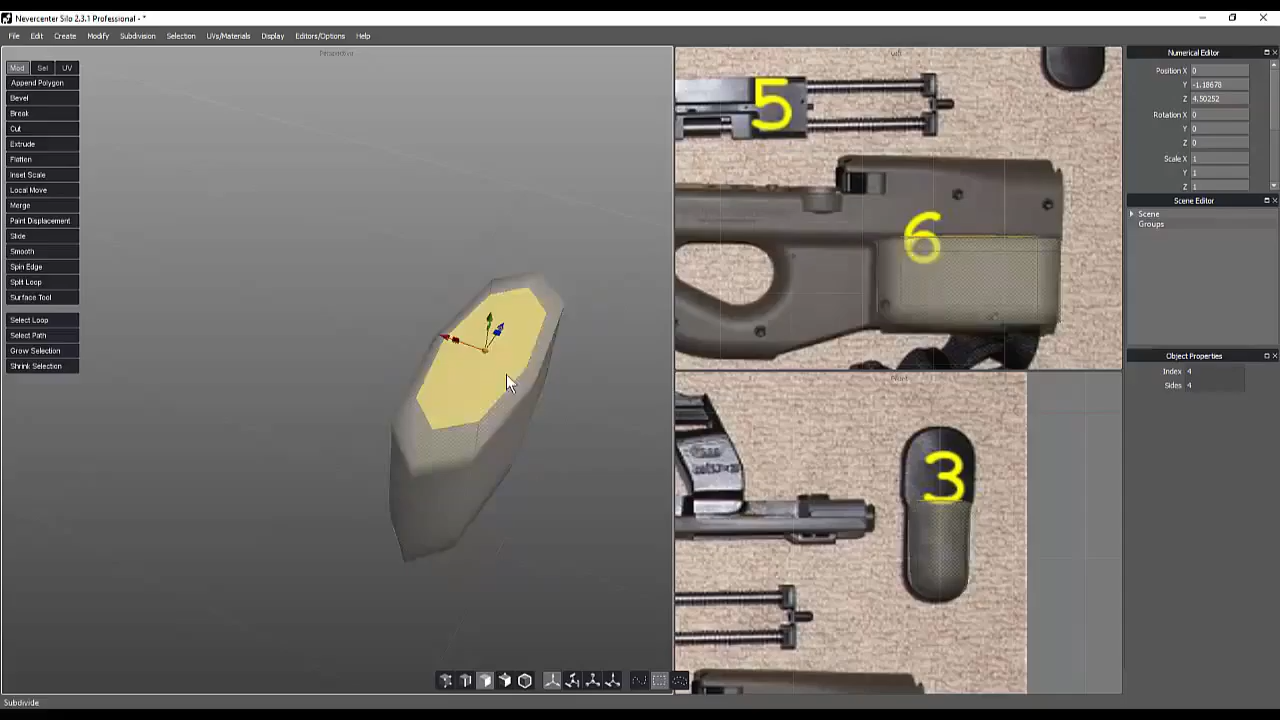 Nevercenter Silo 2.3.1 Professional - *
File Edit Create Modify Subdivision Selection UVs/Materials Display Editors/Options Help
Perspective
Mod Sel UV
Append Polygon
Bevel
Break
Cut
Extrude
Flatten
Inset Scale
Local Move
Merge
Paint Displacement
Slide
Smooth
Spin Edge
Split Loop
Surface Tool
Select Loop
Select Path
Grow Selection
Shrink Selection
5
6
3
Numerical Editor
Position X 0
Y -1.18678
Z 4.50252
Rotation X 0
Y 0
Z 0
Scale X 1
Y 1
Z 1
Scene Editor
Scene
Groups
Object Properties
Index 4
Sides 4
Subdivide